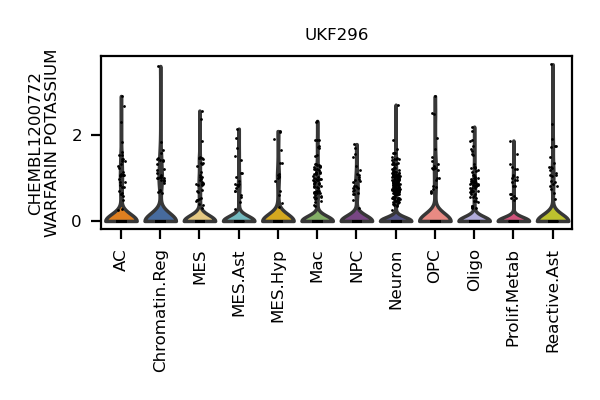 UKF296
CHEMBL1200772
WARFARIN POTASSIUM
2
0
AC
Chromatin.Reg
MES
MES.Ast
MES.Hyp
Mac
NPC
Neuron
OPC
Oligo
Prolif.Metab
Reactive.Ast